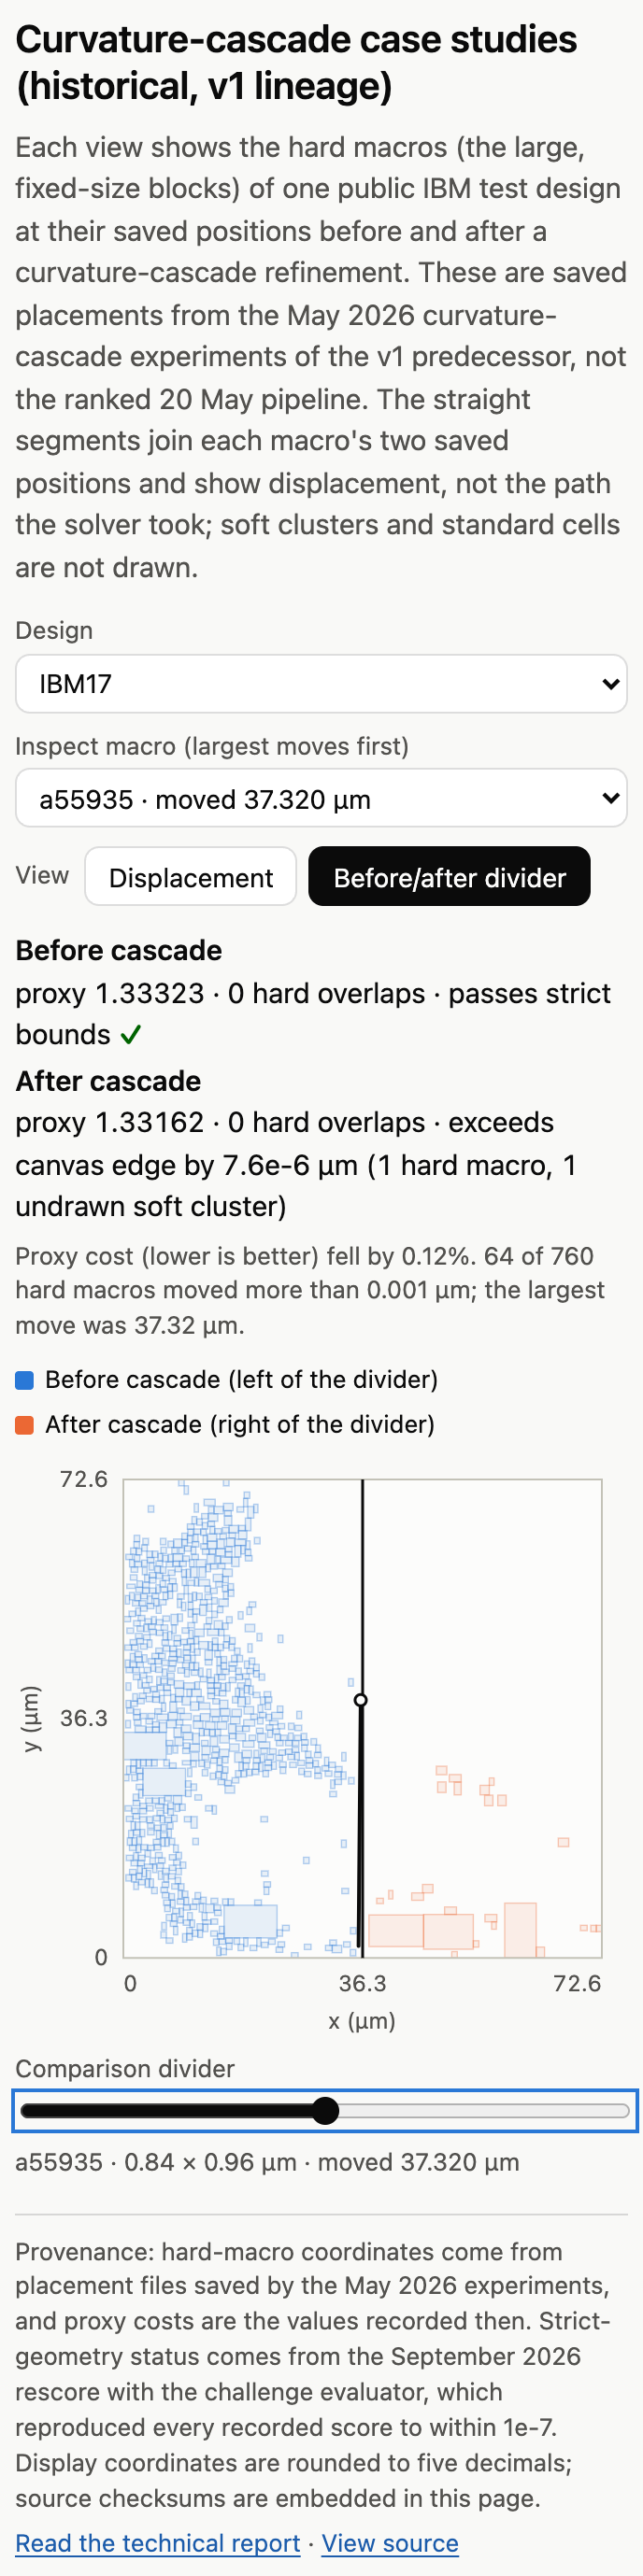 Curvature-cascade case studies
(historical, v1 lineage)
Each view shows the hard macros (the large,
fixed-size blocks) of one public IBM test design
at their saved positions before and after a
curvature-cascade refinement. These are saved
placements from the May 2026 curvature-
cascade experiments of the v1 predecessor, not
the ranked 20 May pipeline. The straight
segments join each macro's two saved
positions and show displacement, not the path
the solver took; soft clusters and standard cells
are not drawn.
Design
IBM17
Inspect macro (largest moves first)
a55935 · moved 37.320 µm
View Displacement Before/after divider
Before cascade
proxy 1.33323 · 0 hard overlaps · passes strict
bounds ✓
After cascade
proxy 1.33162 · 0 hard overlaps · exceeds
canvas edge by 7.6e-6 µm (1 hard macro, 1
undrawn soft cluster)
Proxy cost (lower is better) fell by 0.12%. 64 of 760
hard macros moved more than 0.001 µm; the largest
move was 37.32 µm.
Before cascade (left of the divider)
After cascade (right of the divider)
72.6
y (µm)
36.3
0
0 36.3 72.6
x (µm)
Comparison divider
a55935 · 0.84 × 0.96 µm · moved 37.320 µm
Provenance: hard-macro coordinates come from
placement files saved by the May 2026 experiments,
and proxy costs are the values recorded then. Strict-
geometry status comes from the September 2026
rescore with the challenge evaluator, which
reproduced every recorded score to within 1e-7.
Display coordinates are rounded to five decimals;
source checksums are embedded in this page.
Read the technical report · View source